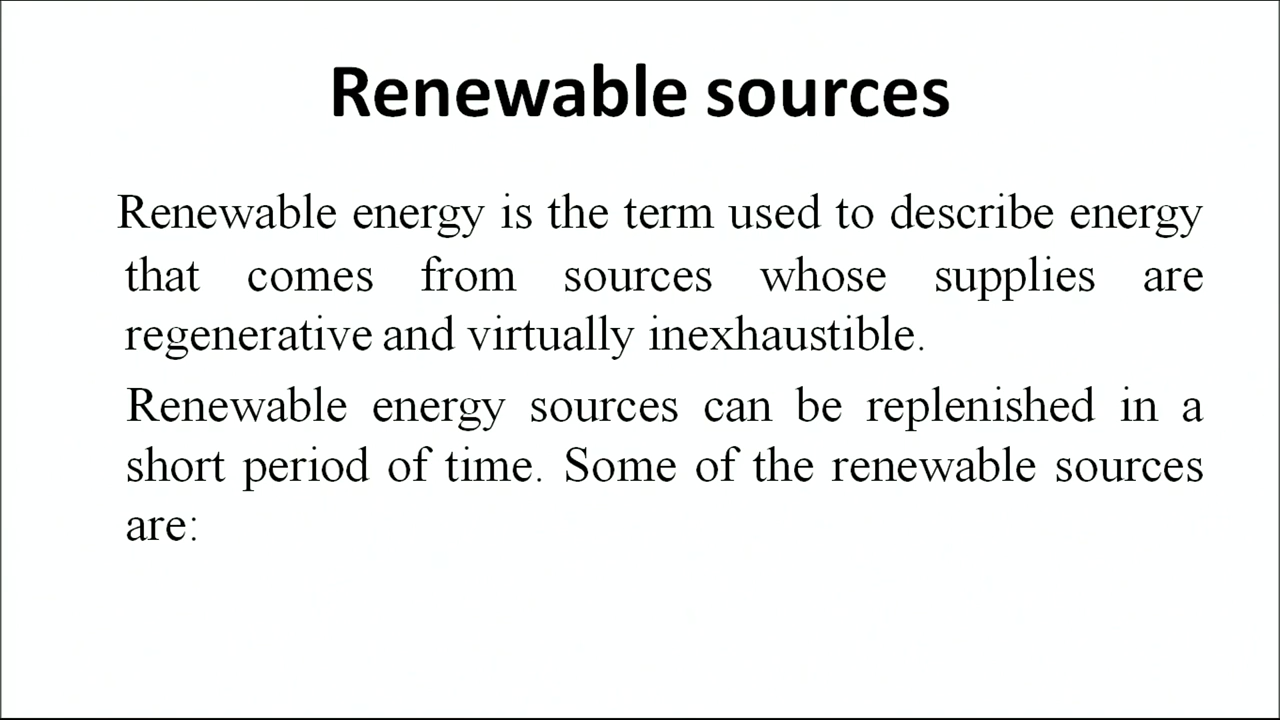 Renewable sources
Renewable energy is the term used to describe energy
that comes from sources whose supplies are
regenerative and virtually inexhaustible.
Renewable energy sources can be replenished in a
short period of time. Some of the renewable sources
are: